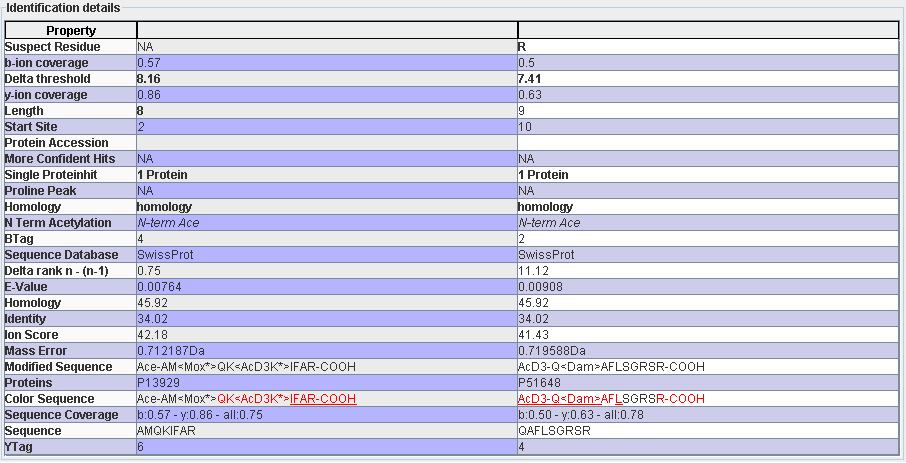 Identification details
Property
Suspect Residue NA R
b-ion coverage 0.57 0.5
Delta threshold 8.16 7.41
y-ion coverage 0.86 0.63
Length 8 9
Start Site 2 10
Protein Accession
More Confident Hits NA NA
Single Proteinhit 1 Protein 1 Protein
Proline Peak NA NA
Homology homology homology
N Term Acetylation N-term Ace N-term Ace
BTag 4 2
Sequence Database SwissProt SwissProt
Delta rank n - (n-1) 0.75 11.12
E-Value 0.00764 0.00908
Homology 45.92 45.92
Identity 34.02 34.02
Ion Score 42.18 41.43
Mass Error 0.712187Da 0.719588Da
Modified Sequence Ace-AM<Mox*>QK<AcD3K*>IFAR-COOH AcD3-Q<Dam>AFLSGRSR-COOH
Proteins P13929 P51648
Color Sequence Ace-AM<Mox*>QK<AcD3K*>IFAR-COOH AcD3-Q<Dam>AFLSGRSR-COOH
Sequence Coverage b:0.57 - y:0.86 - all:0.75 b:0.50 - y:0.63 - all:0.78
Sequence AMQKIFAR QAFLSGRSR
YTag 6 4